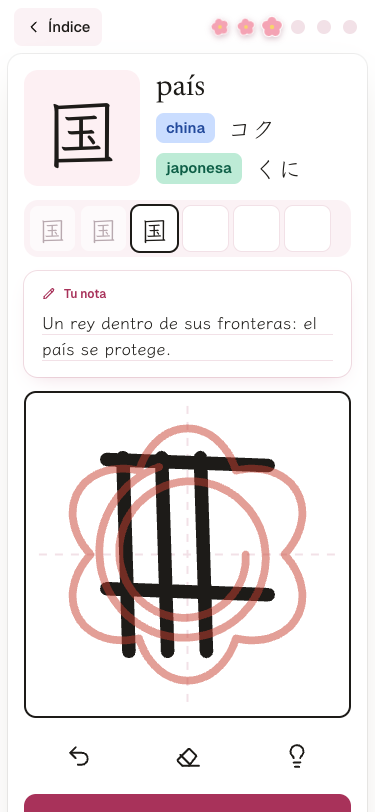 Índice
国
país
china コク
japonesa くに
国 国 国
Tu nota
Un rey dentro de sus fronteras: el
país se protege.